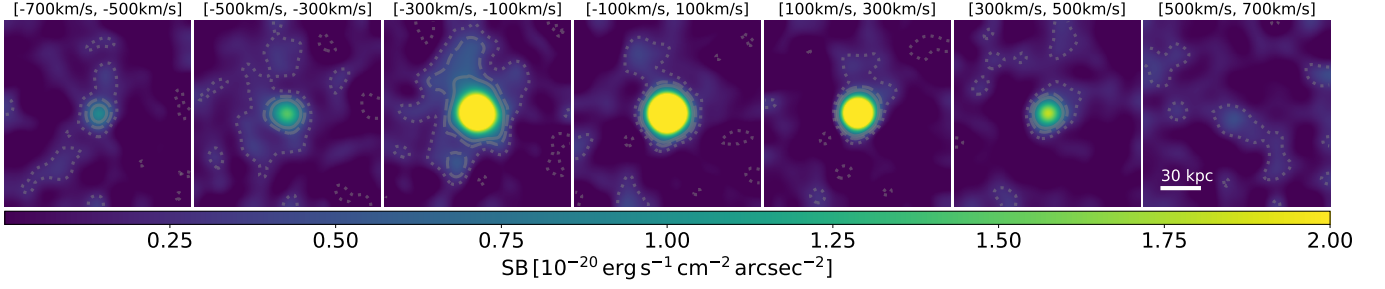 [-700km/s, -500km/s] [-500km/s, -300km/s] [-300km/s, -100km/s] [-100km/s, 100km/s] [100km/s, 300km/s] [300km/s, 500km/s] [500km/s, 700km/s]
30 kpc
0.25 0.50 0.75 1.00 1.25 1.50 1.75 2.00
SB [10⁻²⁰ erg s⁻¹ cm⁻² arcsec⁻²]